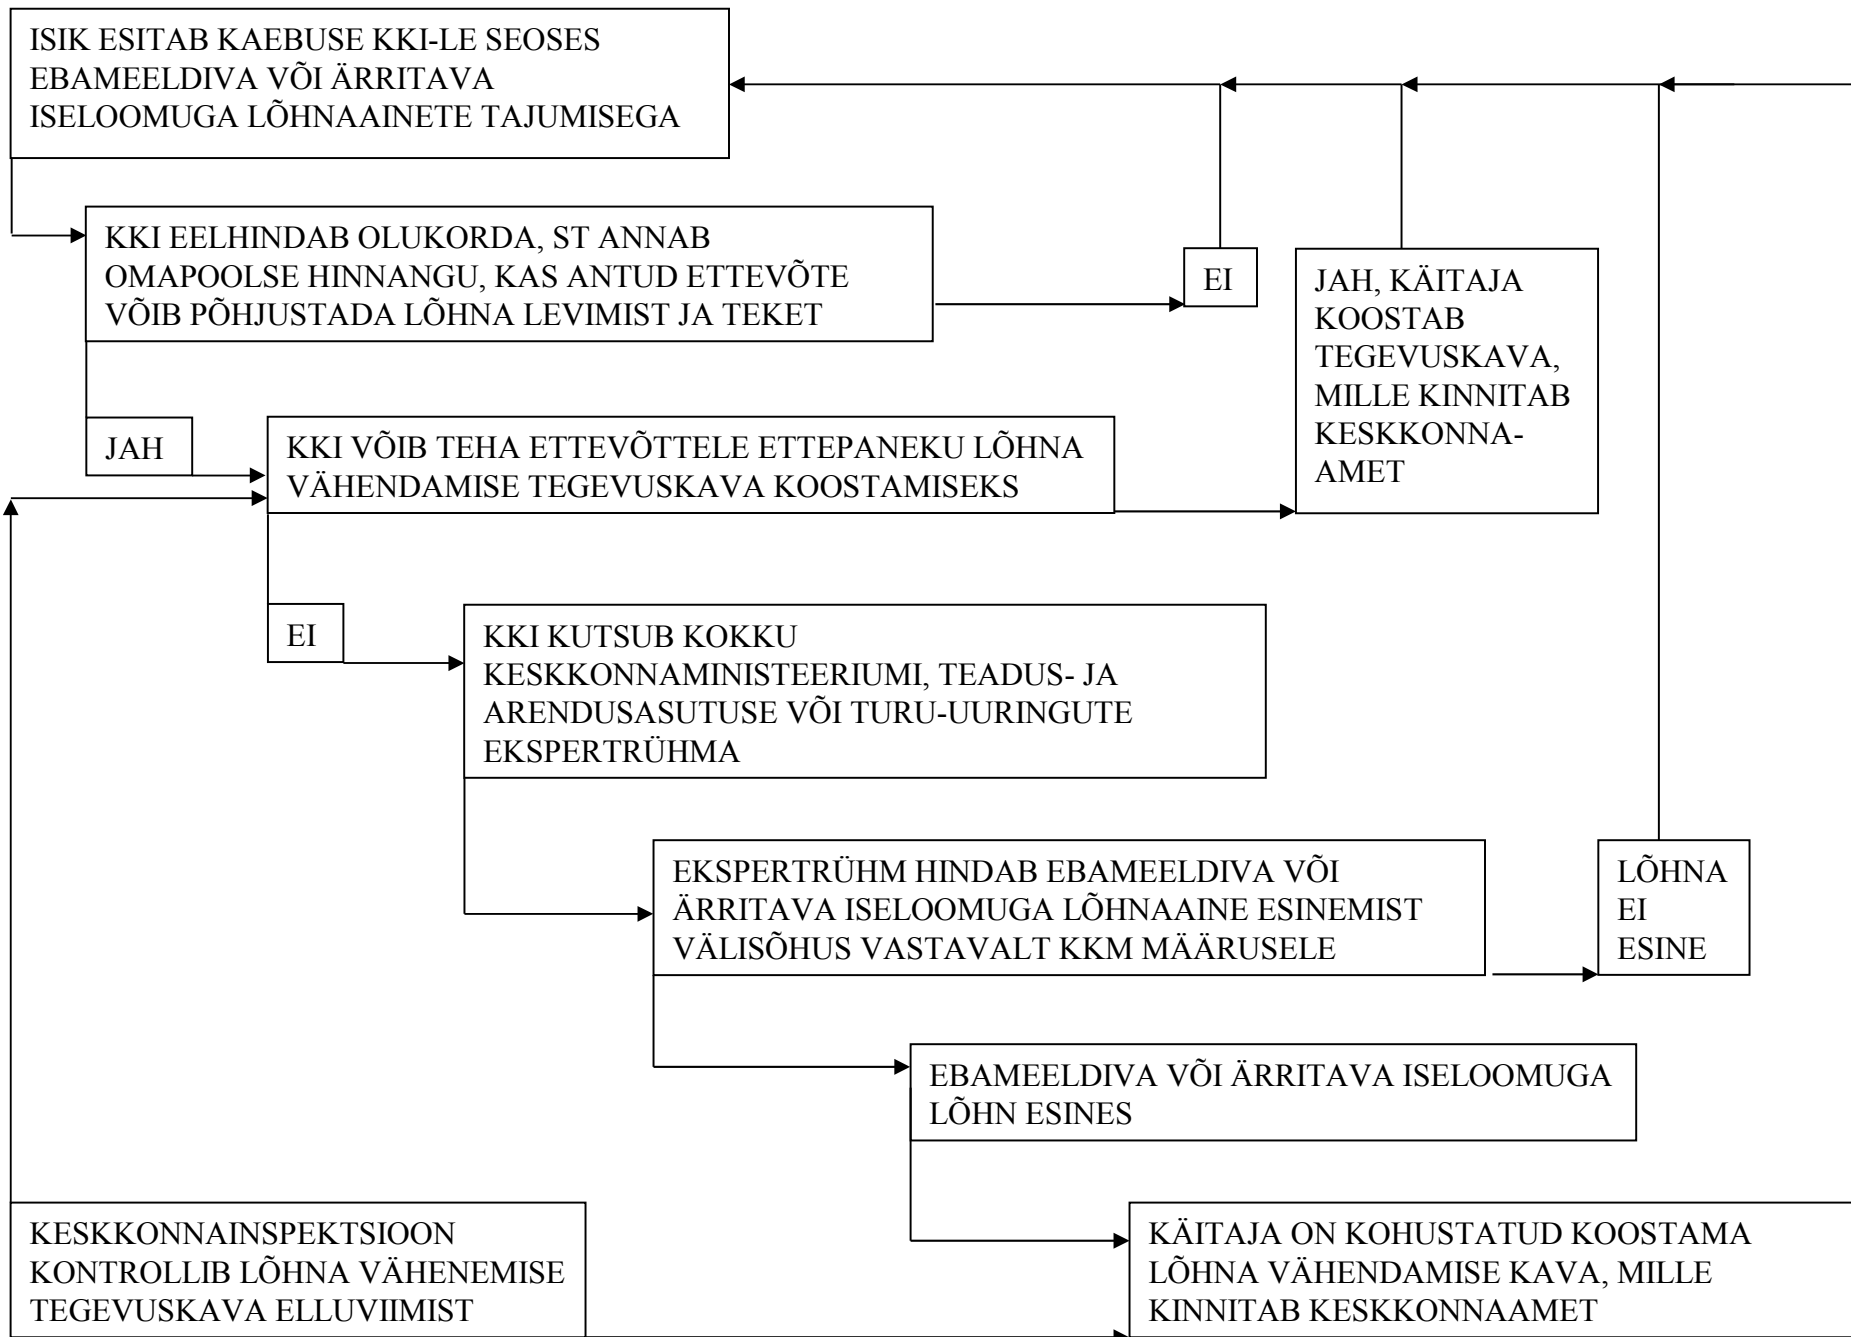 ISIK ESITAB KAEBUSE KKI-LE SEOSES
EBAMEELDIVA VÕI ÄRRITAVA
ISELOOMUGA LÕHNAAINETE TAJUMISEGA
KKI EELHINDAB OLUKORDA, ST ANNAB
OMAPOOLSE HINNANGU, KAS ANTUD ETTEVÕTE
VÕIB PÕHJUSTADA LÕHNA LEVIMIST JA TEKET
EI
JAH, KÄITAJA
KOOSTAB
TEGEVUSKAVA,
MILLE KINNITAB
KESKKONNA-
AMET
JAH
KKI VÕIB TEHA ETTEVÕTTELE ETTEPANEKU LÕHNA
VÄHENDAMISE TEGEVUSKAVA KOOSTAMISEKS
EI
KKI KUTSUB KOKKU
KESKKONNAMINISTEERIUMI, TEADUS- JA
ARENDUSASUTUSE VÕI TURU-UURINGUTE
EKSPERTRÜHMA
EKSPERTRÜHM HINDAB EBAMEELDIVA VÕI
ÄRRITAVA ISELOOMUGA LÕHNAAINE ESINEMIST
VÄLISÕHUS VASTAVALT KKM MÄÄRUSELE
LÕHNA
EI
ESINE
EBAMEELDIVA VÕI ÄRRITAVA ISELOOMUGA
LÕHN ESINES
KESKKONNAINSPEKTSIOON
KONTROLLIB LÕHNA VÄHENEMISE
TEGEVUSKAVA ELLUVIIMIST
KÄITAJA ON KOHUSTATUD KOOSTAMA
LÕHNA VÄHENDAMISE KAVA, MILLE
KINNITAB KESKKONNAAMET